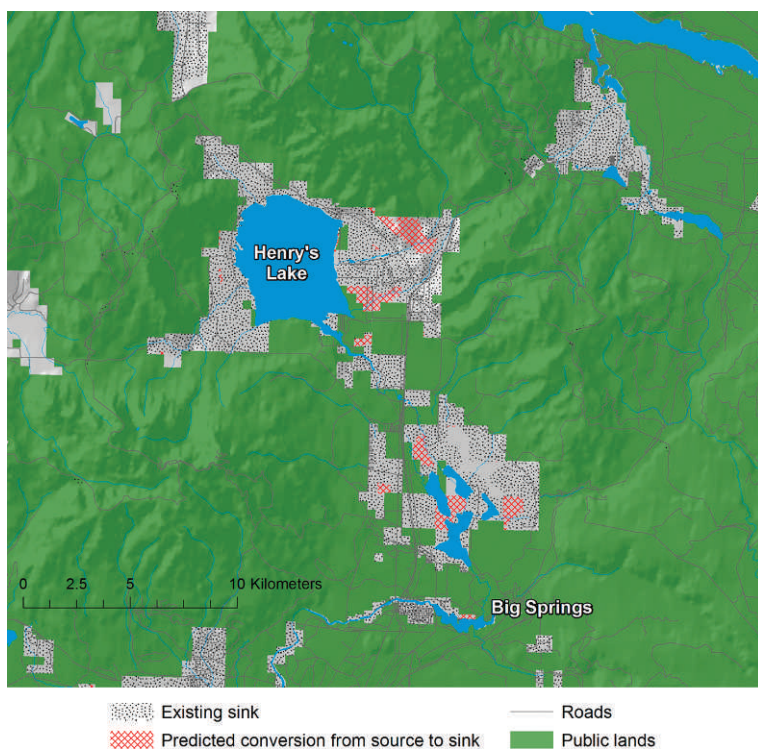 Henry's
Lake
0 2.5 5 10 Kilometers
Big Springs
Existing sink
Roads
Predicted conversion from source to sink
Public lands